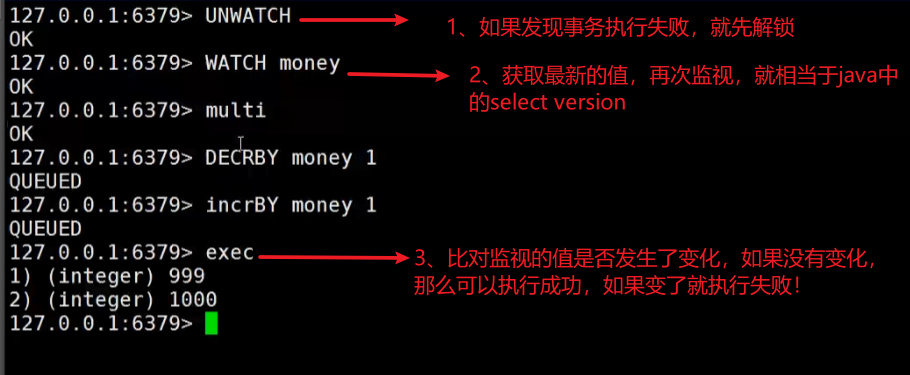 127.0.0.1:6379> UNWATCH
1、如果发现事务执行失败，就先解锁
OK
127.0.0.1:6379> WATCH money
2、获取最新的值，再次监视，就相当于java中
的select version
OK
127.0.0.1:6379> multi
OK
127.0.0.1:6379> DECRBY money 1
QUEUED
127.0.0.1:6379> incrBY money 1
QUEUED
127.0.0.1:6379> exec
3、比对监视的值是否发生了变化，如果没有变化，
那么可以执行成功，如果变了就执行失败！
1) (integer) 999
2) (integer) 1000
127.0.0.1:6379>